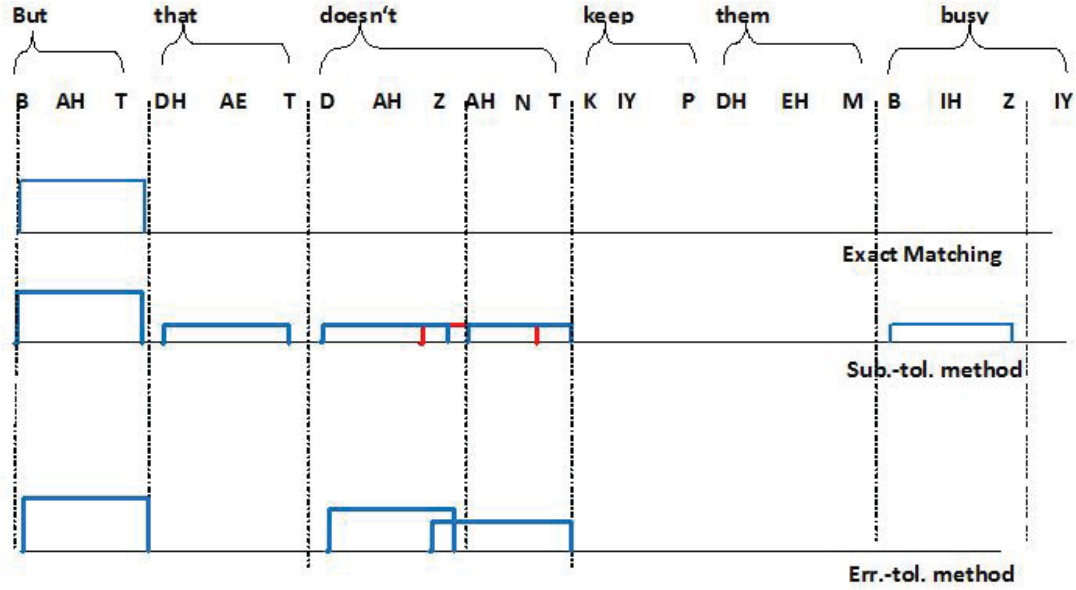 But that doesn't keep them busy
B AH T DH AE T D AH Z AH N T K IY P DH EH M B IH Z IY
Exact Matching
Sub.-tol. method
Err.-tol. method